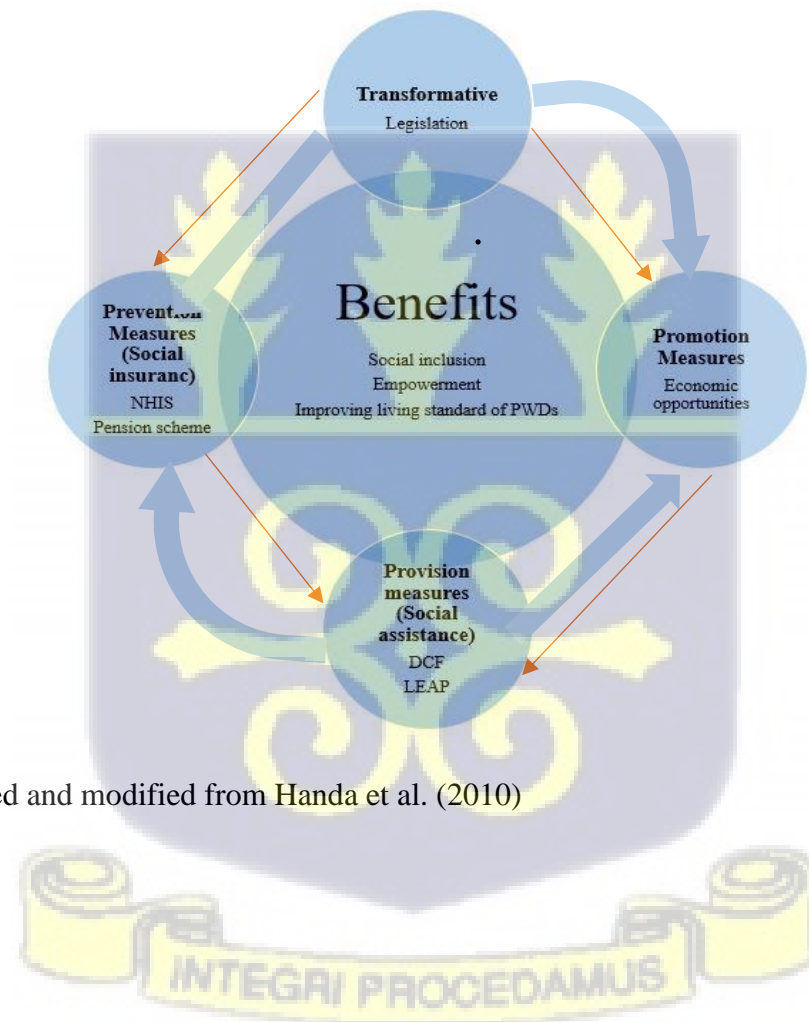 Transformative
Legislation
.
Benefits
Social inclusion
Empowerment
Improving living standard of PWDs
Measures
(Social
insuranc)
NHIS
Pension scheme
Promotion
Measures
Economic
opportunities
Provision
measures
(Social
assistance)
DCF
LEAP
ed and modified from Handa et al. (2010)
INTEGRI PROCEDAMUS